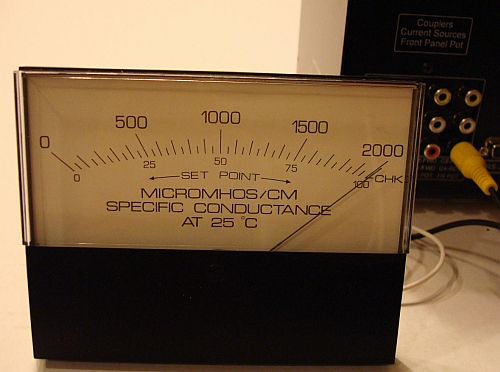 Couplers
Current Sources
Front Panel Pot
0 500 1000 1500 2000
0 25 50 75 100 CHK
SET POINT
MICROMHOS/CM
SPECIFIC CONDUCTANCE
AT 25 °C